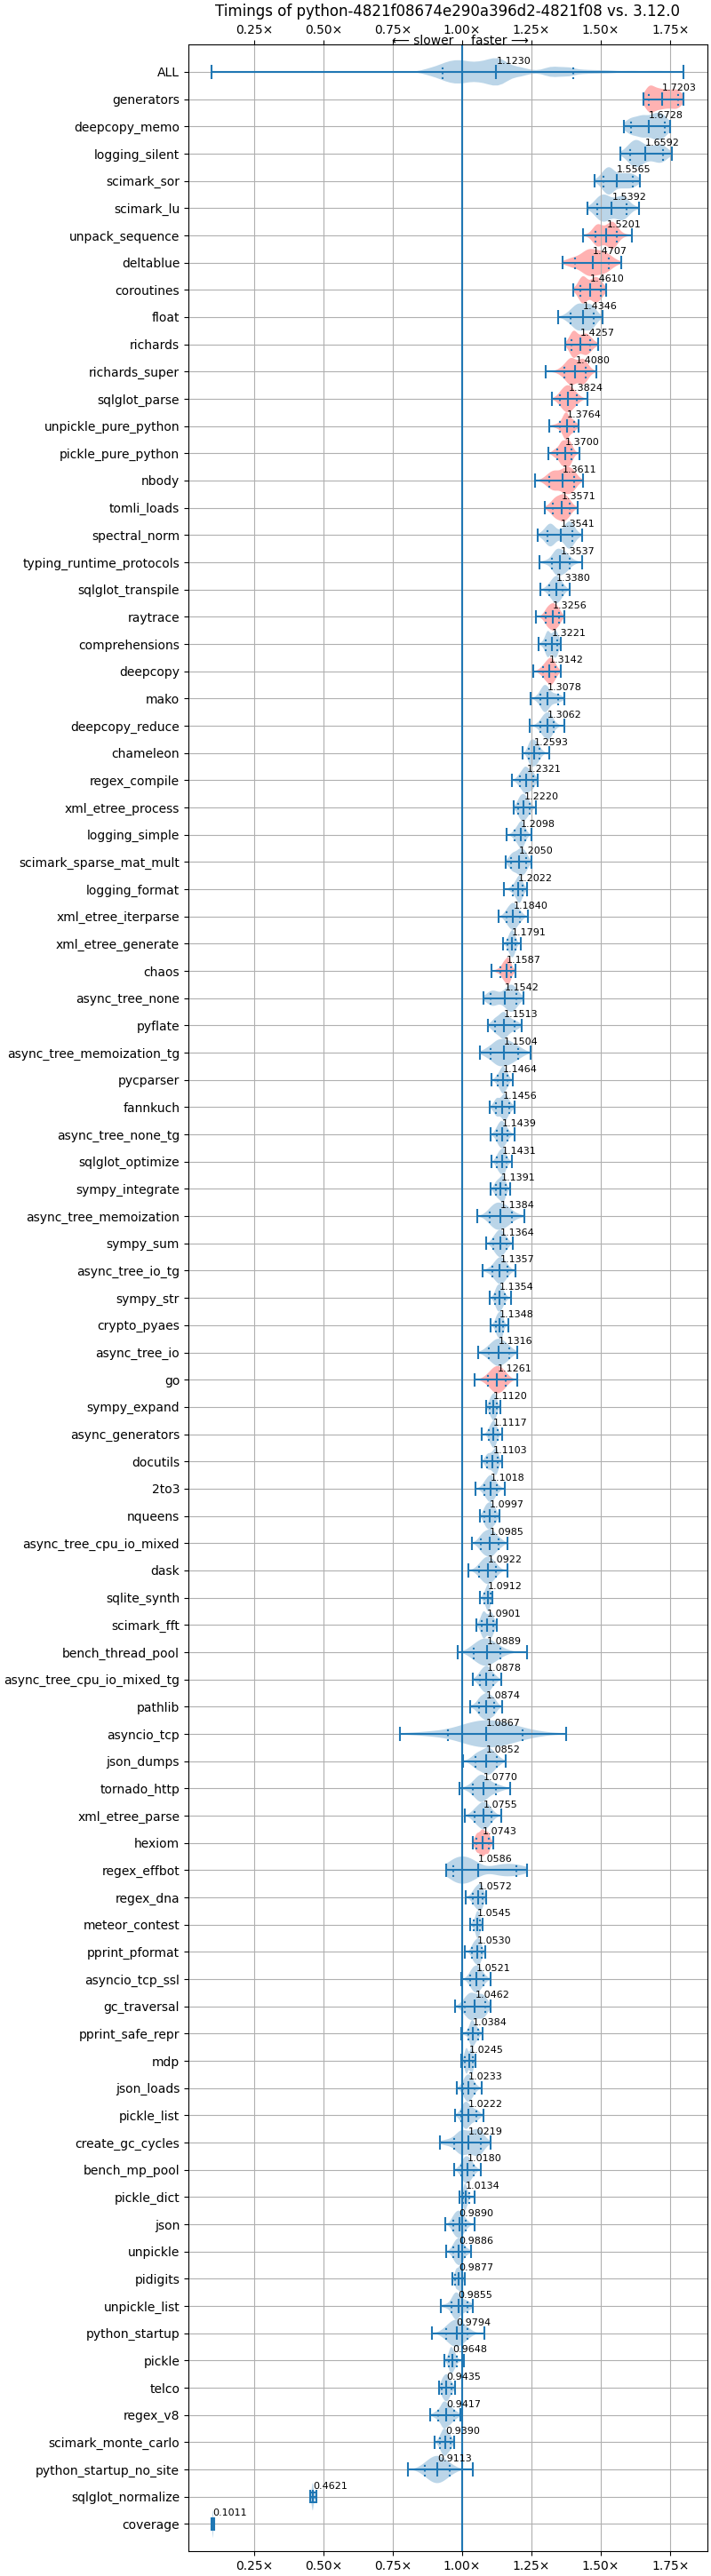 Timings of python-4821f08674e290a396d2-4821f08 vs. 3.12.0
0.25× 0.50× 0.75× 1.00× 1.25× 1.50× 1.75×
⟵ slower faster ⟶
ALL 1.1230
generators 1.7203
deepcopy_memo 1.6728
logging_silent 1.6592
scimark_sor 1.5565
scimark_lu 1.5392
unpack_sequence 1.5201
deltablue 1.4707
coroutines 1.4610
float 1.4346
richards 1.4257
richards_super 1.4080
sqlglot_parse 1.3824
unpickle_pure_python 1.3764
pickle_pure_python 1.3700
nbody 1.3611
tomli_loads 1.3571
spectral_norm 1.3541
typing_runtime_protocols 1.3537
sqlglot_transpile 1.3380
raytrace 1.3256
comprehensions 1.3221
deepcopy 1.3142
mako 1.3078
deepcopy_reduce 1.3062
chameleon 1.2593
regex_compile 1.2321
xml_etree_process 1.2220
logging_simple 1.2098
scimark_sparse_mat_mult 1.2050
logging_format 1.2022
xml_etree_iterparse 1.1840
xml_etree_generate 1.1791
chaos 1.1587
async_tree_none 1.1542
pyflate 1.1513
async_tree_memoization_tg 1.1504
pycparser 1.1464
fannkuch 1.1456
async_tree_none_tg 1.1439
sqlglot_optimize 1.1431
sympy_integrate 1.1391
async_tree_memoization 1.1384
sympy_sum 1.1364
async_tree_io_tg 1.1357
sympy_str 1.1354
crypto_pyaes 1.1348
async_tree_io 1.1316
go 1.1261
sympy_expand 1.1120
async_generators 1.1117
docutils 1.1103
2to3 1.1018
nqueens 1.0997
async_tree_cpu_io_mixed 1.0985
dask 1.0922
sqlite_synth 1.0912
scimark_fft 1.0901
bench_thread_pool 1.0889
async_tree_cpu_io_mixed_tg 1.0878
pathlib 1.0874
asyncio_tcp 1.0867
json_dumps 1.0852
tornado_http 1.0770
xml_etree_parse 1.0755
hexiom 1.0743
regex_effbot 1.0586
regex_dna 1.0572
meteor_contest 1.0545
pprint_pformat 1.0530
asyncio_tcp_ssl 1.0521
gc_traversal 1.0462
pprint_safe_repr 1.0384
mdp 1.0245
json_loads 1.0233
pickle_list 1.0222
create_gc_cycles 1.0219
bench_mp_pool 1.0180
pickle_dict 1.0134
json 0.9890
unpickle 0.9886
pidigits 0.9877
unpickle_list 0.9855
python_startup 0.9794
pickle 0.9648
telco 0.9435
regex_v8 0.9417
scimark_monte_carlo 0.9390
python_startup_no_site 0.9113
sqlglot_normalize 0.4621
coverage 0.1011
0.25× 0.50× 0.75× 1.00× 1.25× 1.50× 1.75×